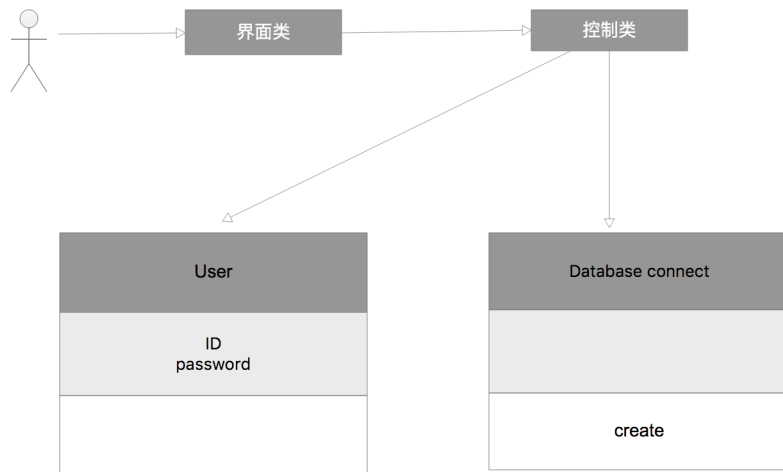 界面类
控制类
User
Database connect
ID
password
create